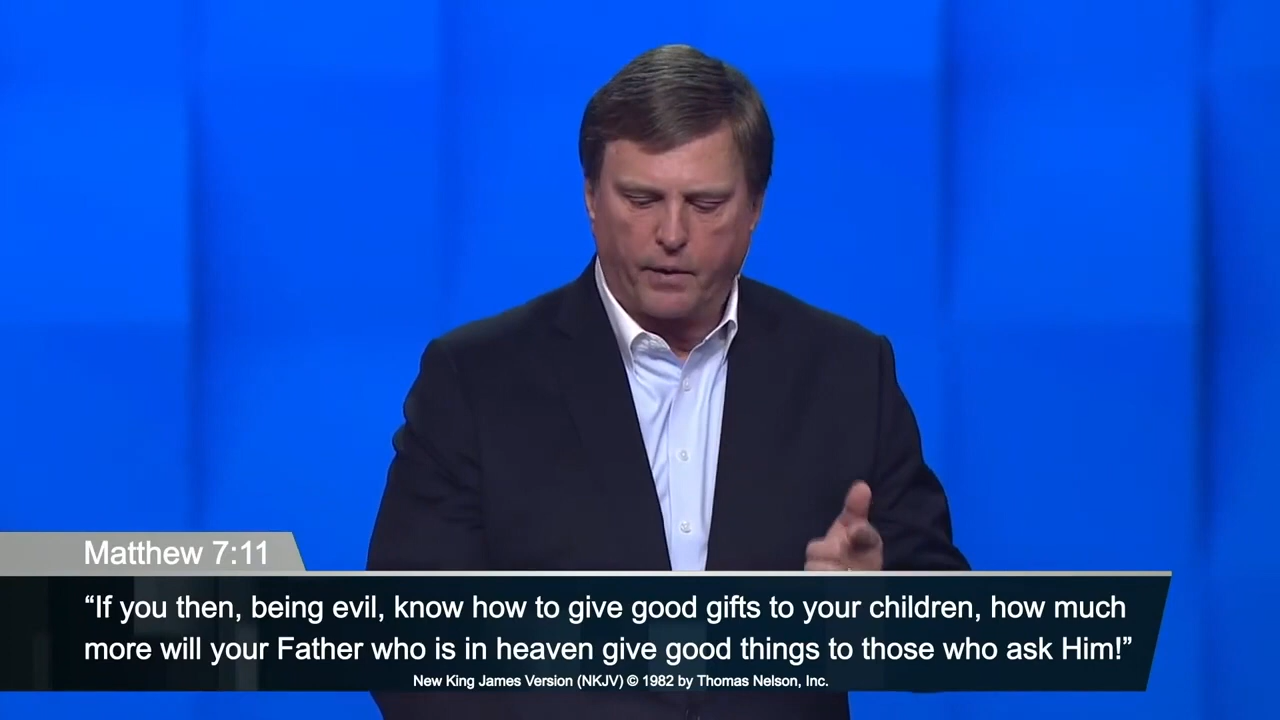 Matthew 7:11
“If you then, being evil, know how to give good gifts to your children, how much
more will your Father who is in heaven give good things to those who ask Him!”
New King James Version (NKJV) © 1982 by Thomas Nelson, Inc.